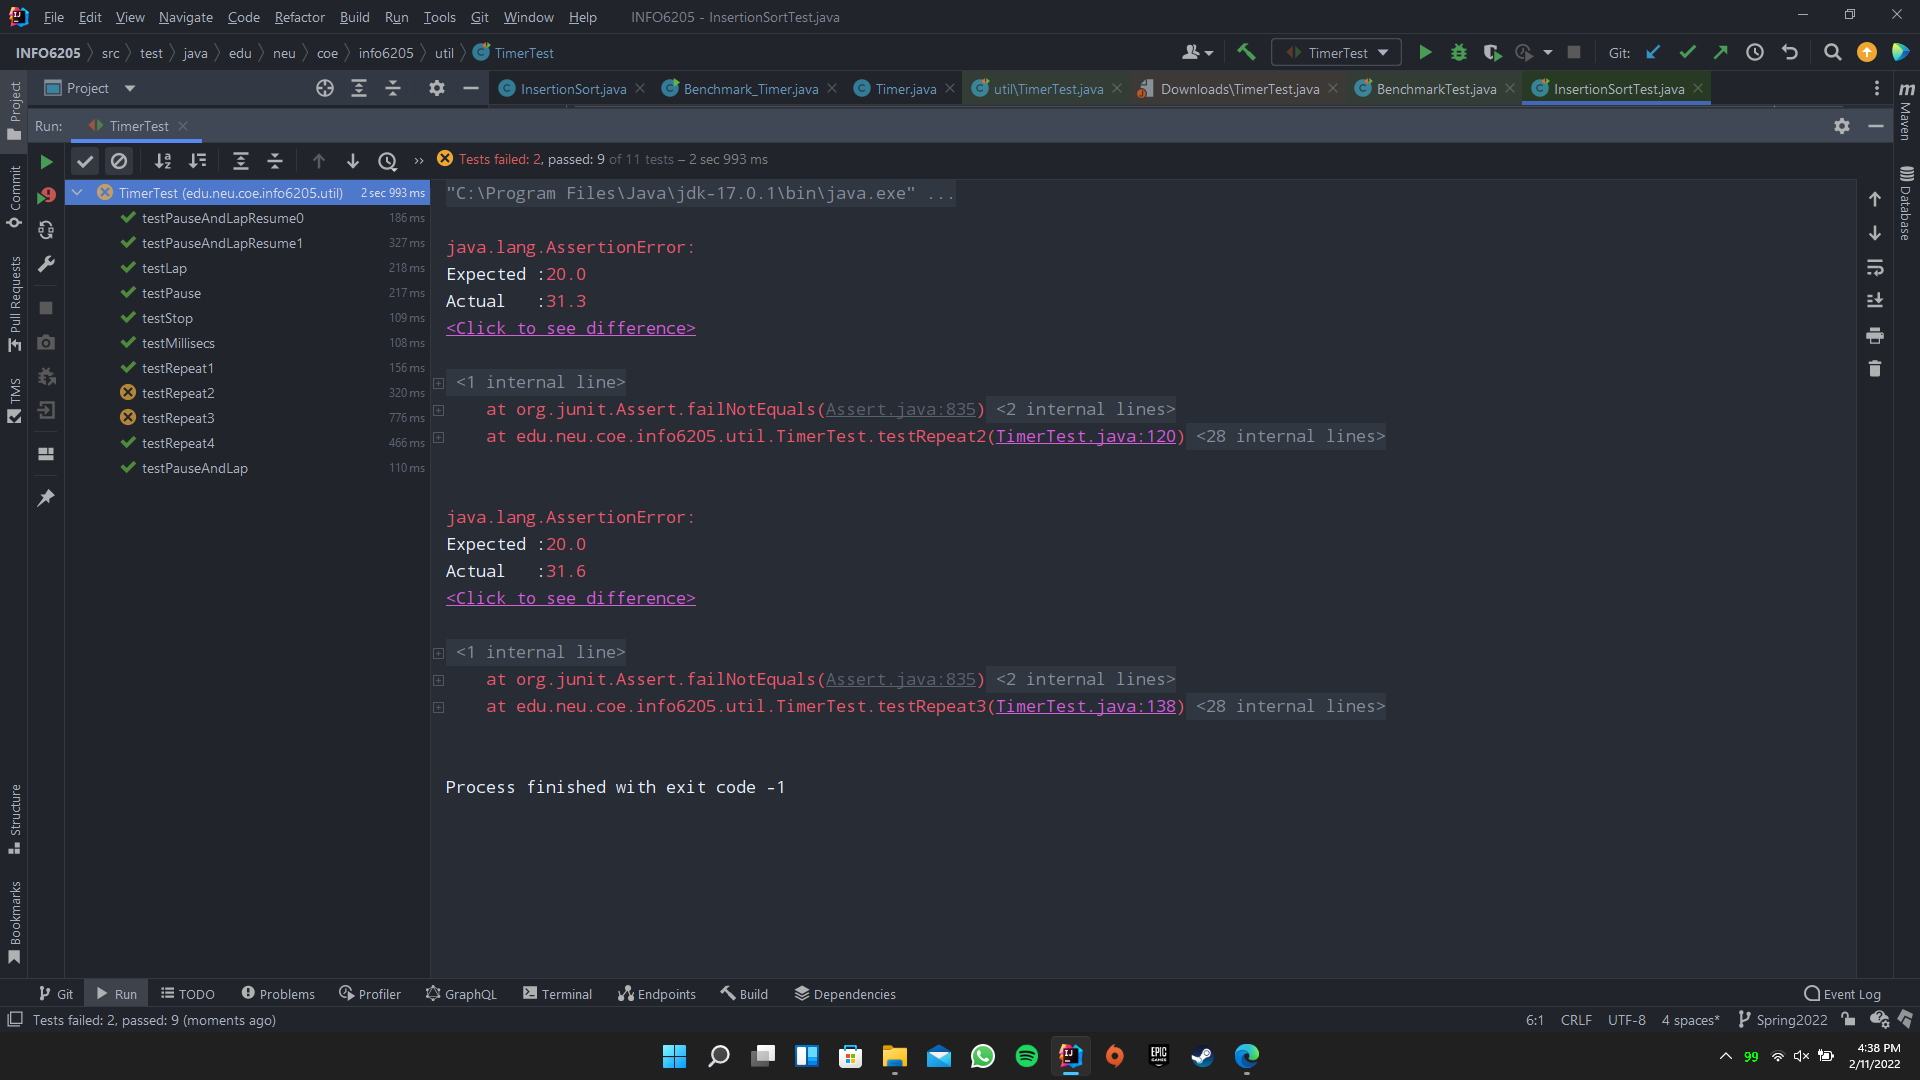 File Edit View Navigate Code Refactor Build Run Tools Git Window Help INFO6205 - InsertionSortTest.java
INFO6205 src test java edu neu coe info6205 util TimerTest
TimerTest Git:
Project InsertionSort.java Benchmark_Timer.java Timer.java util\TimerTest.java Downloads\TimerTest.java BenchmarkTest.java InsertionSortTest.java
Run: TimerTest
Tests failed: 2, passed: 9 of 11 tests – 2 sec 993 ms
TimerTest (edu.neu.coe.info6205.util) 2 sec 993 ms
testPauseAndLapResume0 186 ms
testPauseAndLapResume1 327 ms
testLap 218 ms
testPause 217 ms
testStop 109 ms
testMillisecs 108 ms
testRepeat1 156 ms
testRepeat2 320 ms
testRepeat3 776 ms
testRepeat4 466 ms
testPauseAndLap 110 ms
"C:\Program Files\Java\jdk-17.0.1\bin\java.exe" ...
java.lang.AssertionError:
Expected :20.0
Actual :31.3
<Click to see difference>
<1 internal line>
at org.junit.Assert.failNotEquals(Assert.java:835) <2 internal lines>
at edu.neu.coe.info6205.util.TimerTest.testRepeat2(TimerTest.java:120) <28 internal lines>
java.lang.AssertionError:
Expected :20.0
Actual :31.6
<Click to see difference>
<1 internal line>
at org.junit.Assert.failNotEquals(Assert.java:835) <2 internal lines>
at edu.neu.coe.info6205.util.TimerTest.testRepeat3(TimerTest.java:138) <28 internal lines>
Process finished with exit code -1
Project
Commit
Pull Requests
TMS
Structure
Bookmarks
m
Maven
Database
Git Run TODO Problems Profiler GraphQL Terminal Endpoints Build Dependencies Event Log
Tests failed: 2, passed: 9 (moments ago) 6:1 CRLF UTF-8 4 spaces* Spring2022
99
4:38 PM
2/11/2022